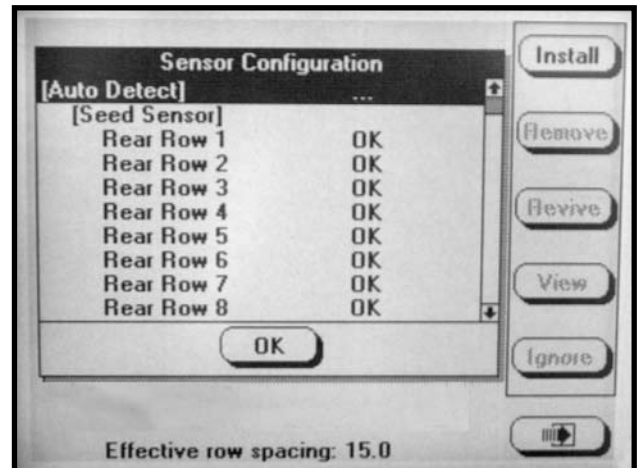 Sensor Configuration
[Auto Detect] ...
[Seed Sensor]
Rear Row 1 OK
Rear Row 2 OK
Rear Row 3 OK
Rear Row 4 OK
Rear Row 5 OK
Rear Row 6 OK
Rear Row 7 OK
Rear Row 8 OK
OK
Effective row spacing: 15.0
Install
Remove
Revive
View
Ignore